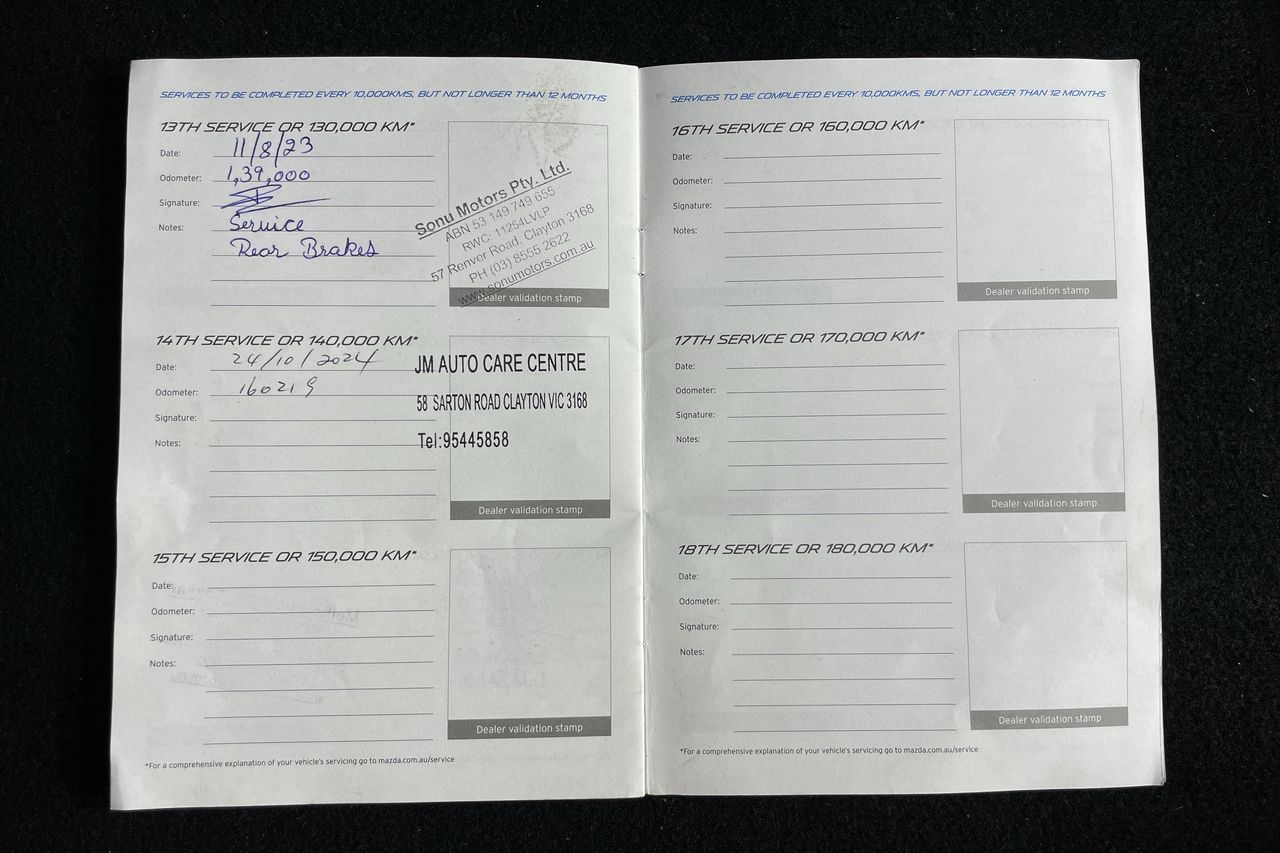 SERVICES TO BE COMPLETED EVERY 10,000KMS, BUT NOT LONGER THAN 12 MONTHS
13TH SERVICE OR 130,000 KM*
Date: 11/8/23
Odometer: 1,39,000
Signature:
Notes: Service
Rear Brakes
Sonu Motors Pty. Ltd.
ABN 53 149 749 655
RWC 11254LVLP
57 Renver Road, Clayton 3168
PH (03) 8555 2622
www.sonumotors.com.au
Dealer validation stamp
14TH SERVICE OR 140,000 KM*
Date: 24/10/2024
Odometer: 160219
Signature:
Notes:
JM AUTO CARE CENTRE
58 SARTON ROAD CLAYTON VIC 3168
Tel:95445858
Dealer validation stamp
15TH SERVICE OR 150,000 KM*
Date:
Odometer:
Signature:
Notes:
Dealer validation stamp
*For a comprehensive explanation of your vehicle's servicing go to mazda.com.au/service
SERVICES TO BE COMPLETED EVERY 10,000KMS, BUT NOT LONGER THAN 12 MONTHS
16TH SERVICE OR 160,000 KM*
Date:
Odometer:
Signature:
Notes:
Dealer validation stamp
17TH SERVICE OR 170,000 KM*
Date:
Odometer:
Signature:
Notes:
Dealer validation stamp
18TH SERVICE OR 180,000 KM*
Date:
Odometer:
Signature:
Notes:
Dealer validation stamp
*For a comprehensive explanation of your vehicle's servicing go to mazda.com.au/service